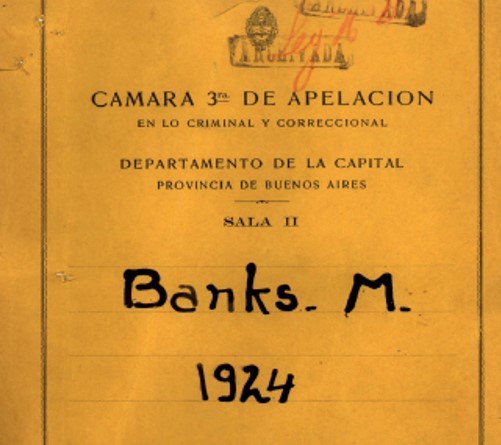 ARCHIVADA
ARCHIVADA
CAMARA 3ra. DE APELACION
EN LO CRIMINAL Y CORRECCIONAL
DEPARTAMENTO DE LA CAPITAL
PROVINCIA DE BUENOS AIRES
SALA II
Banks. M.
1924